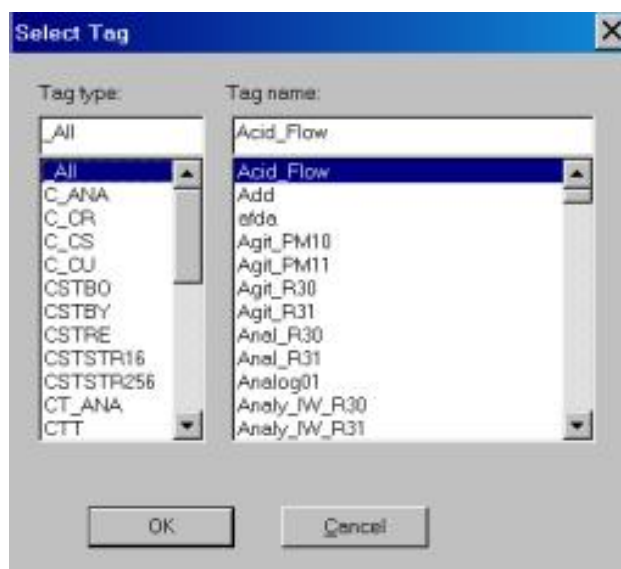 Select Tag
Tag type:
Tag name:
_All
Acid_Flow
_All
C_ANA
C_CR
C_CS
C_CU
CSTBO
CSTBY
CSTRE
CSTSTR16
CSTSTR256
CT_ANA
CTT
Acid_Flow
Add
afda
Agit_PM10
Agit_PM11
Agit_R30
Agit_R31
Anal_R30
Anal_R31
Analog01
Analy_IW_R30
Analy_IW_R31
OK
Cancel